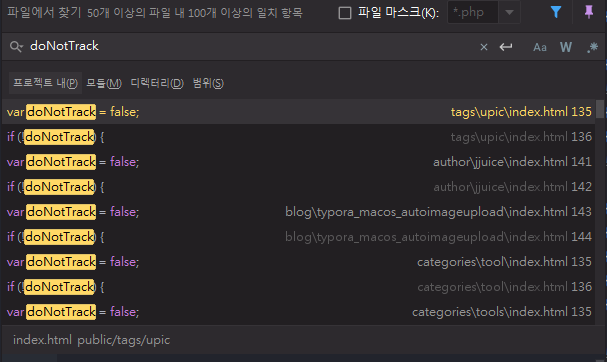 파일에서 찾기 50개 이상의 파일 내 100개 이상의 일치 항목 파일 마스크(K): *.php
doNotTrack Aa W .*
프로젝트 내(P) 모듈(M) 디렉터리(D) 범위(S)
var doNotTrack = false; tags\upic\index.html 135
if (!doNotTrack) { tags\upic\index.html 136
var doNotTrack = false; author\jjuice\index.html 141
if (!doNotTrack) { author\jjuice\index.html 142
var doNotTrack = false; blog\typora_macos_autoimageupload\index.html 143
if (!doNotTrack) { blog\typora_macos_autoimageupload\index.html 144
var doNotTrack = false; categories\tool\index.html 135
if (!doNotTrack) { categories\tool\index.html 136
var doNotTrack = false; categories\tools\index.html 135
index.html public/tags/upic